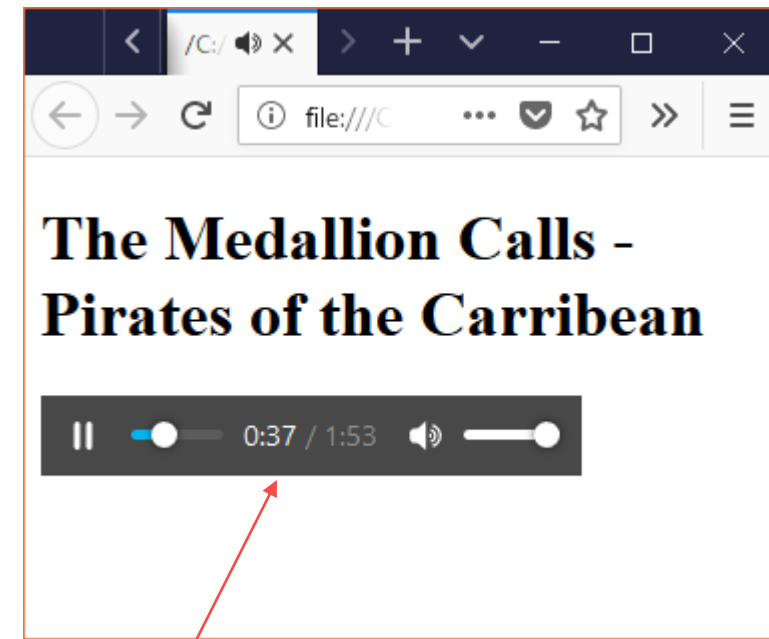 /C:/
file:///C
The Medallion Calls -
Pirates of the Carribean
0:37 / 1:53